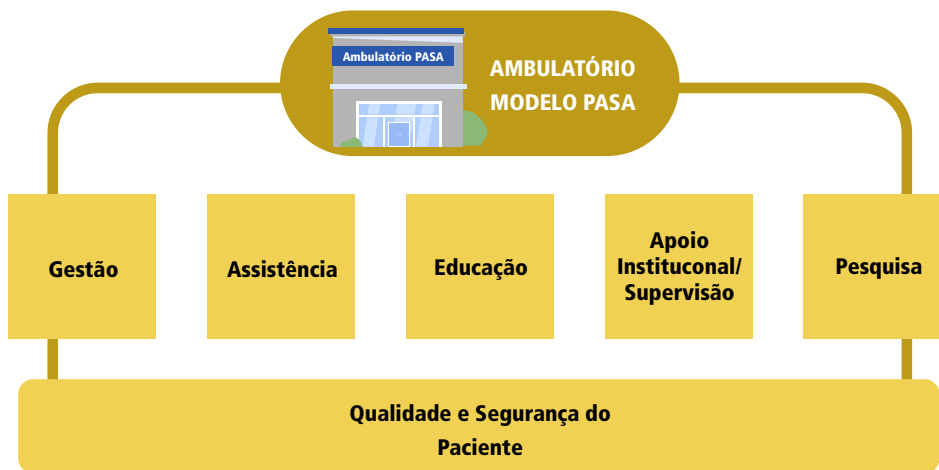 Ambulatório PASA
AMBULATÓRIO
MODELO PASA
Gestão
Assistência
Educação
Apoio
Instituconal/
Supervisão
Pesquisa
Qualidade e Segurança do
Paciente